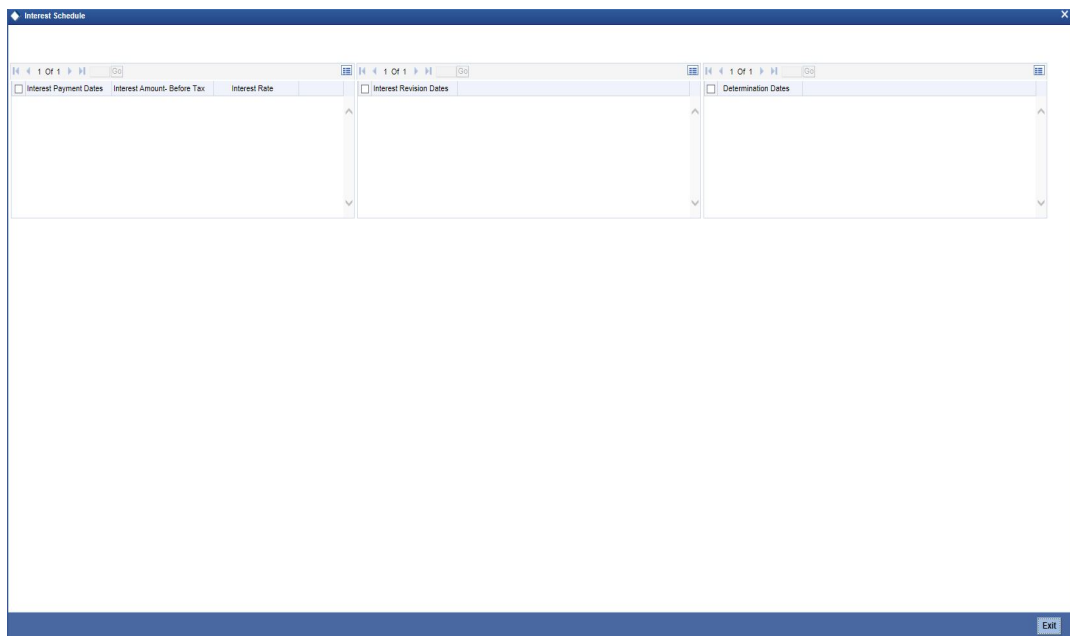 Interest Schedule X
1 Of 1 Go
1 Of 1 Go
1 Of 1 Go
Interest Payment Dates Interest Amount- Before Tax Interest Rate
Interest Revision Dates
Determination Dates
Exit